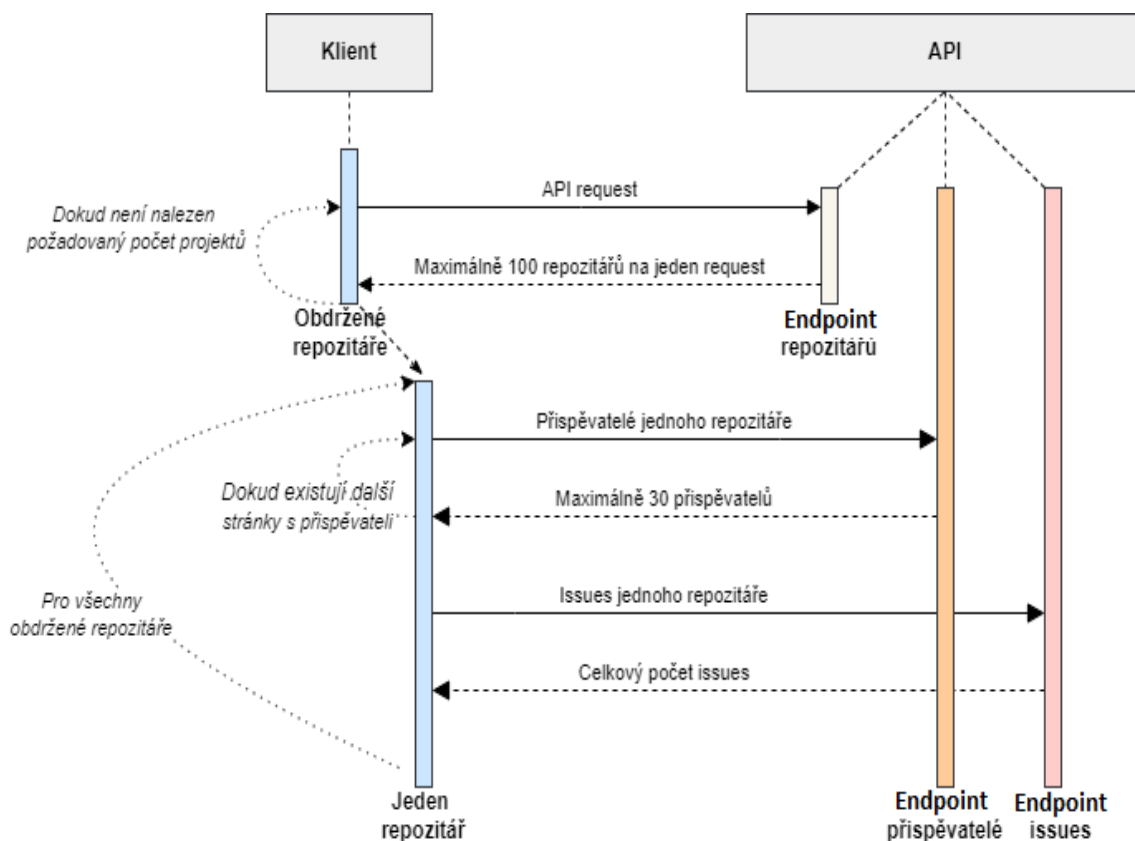 Klient
API
API request
Dokud není nalezen
požadovaný počet projektů
Maximálně 100 repozitářů na jeden request
Obdržené
repozitáře
Endpoint
repozitářů
Přispěvatelé jednoho repozitáře
Dokud existují další
stránky s přispěvateli
Maximálně 30 přispěvatelů
Issues jednoho repozitáře
Pro všechny
obdržené repozitáře
Celkový počet issues
Jeden
repozitář
Endpoint
přispěvatelé
Endpoint
issues